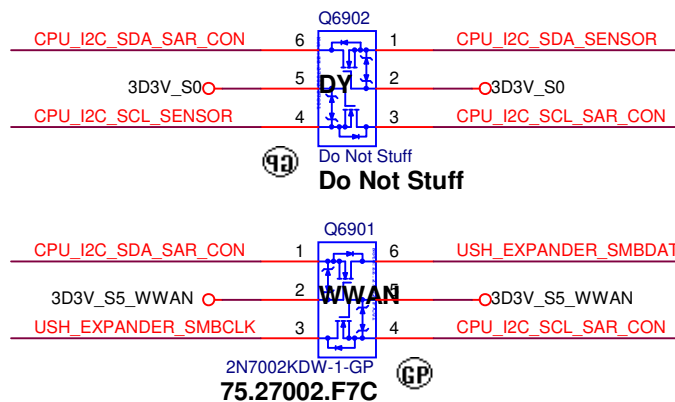 Q6902
CPU_I2C_SDA_SAR_CON 6 1 CPU_I2C_SDA_SENSOR
3D3V_S0 5 DY 2 3D3V_S0
CPU_I2C_SCL_SENSOR 4 3 CPU_I2C_SCL_SAR_CON
GP Do Not Stuff
Do Not Stuff
Q6901
CPU_I2C_SDA_SAR_CON 1 6 USH_EXPANDER_SMBDAT
3D3V_S5_WWAN 2 WWAN 5 3D3V_S5_WWAN
USH_EXPANDER_SMBCLK 3 4 CPU_I2C_SCL_SAR_CON
2N7002KDW-1-GP GP
75.27002.F7C